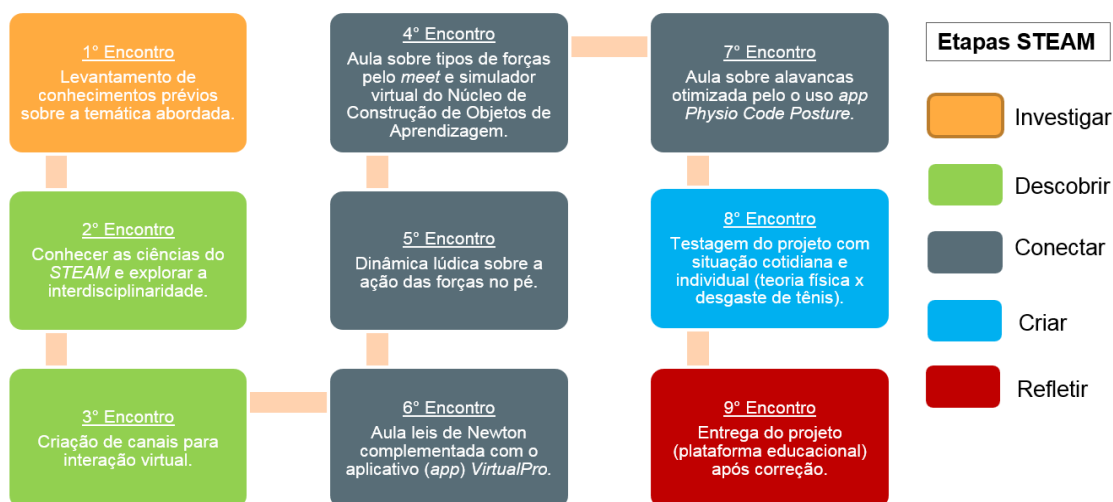 1° Encontro
Levantamento de
conhecimentos prévios
sobre a temática abordada.
2° Encontro
Conhecer as ciências do
STEAM e explorar a
interdisciplinaridade.
3° Encontro
Criação de canais para
interação virtual.
4° Encontro
Aula sobre tipos de forças
pelo meet e simulador
virtual do Núcleo de
Construção de Objetos de
Aprendizagem.
5° Encontro
Dinâmica lúdica sobre a
ação das forças no pé.
6° Encontro
Aula leis de Newton
complementada com o
aplicativo (app) VirtualPro.
7° Encontro
Aula sobre alavancas
otimizada pelo o uso app
Physio Code Posture.
8° Encontro
Testagem do projeto com
situação cotidiana e
individual (teoria física x
desgaste de tênis).
9° Encontro
Entrega do projeto
(plataforma educacional)
após correção.
Etapas STEAM
Investigar
Descobrir
Conectar
Criar
Refletir